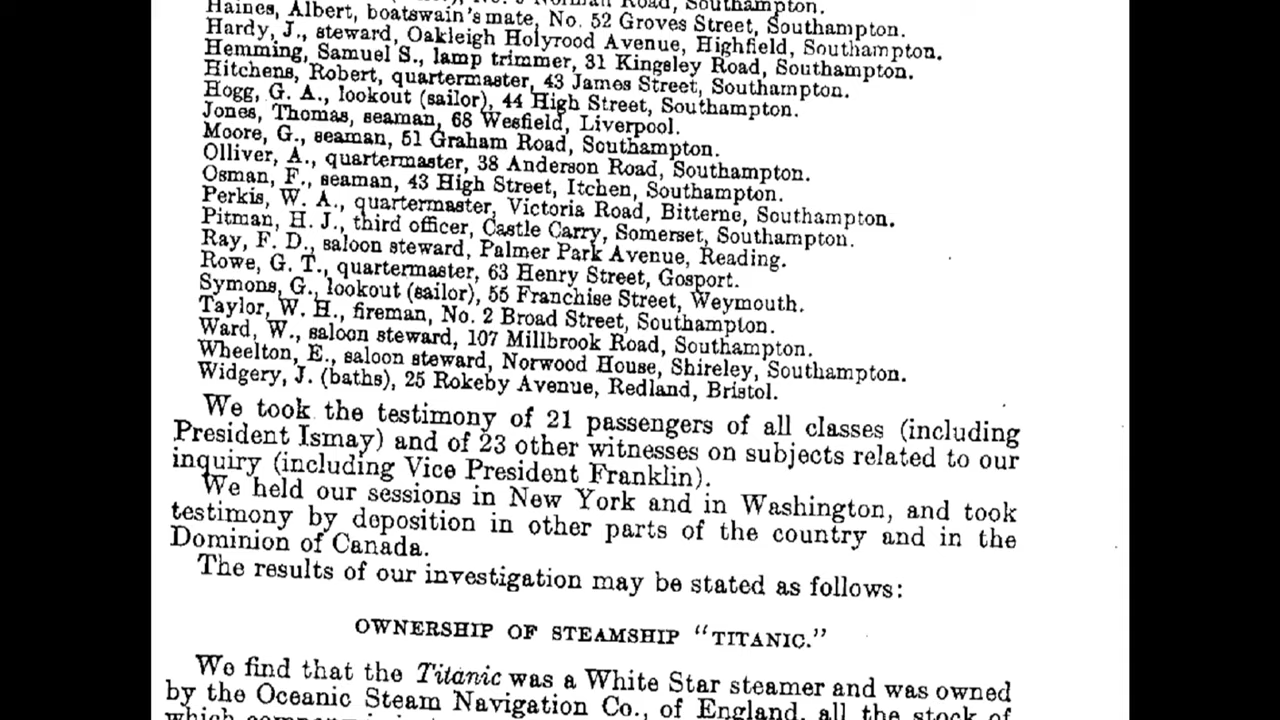 Road, Southampton.
Haines, Albert, boatswain's mate, No. 52 Groves Street, Southampton.
Hardy, J., steward, Oakleigh Holyrood Avenue, Highfield, Southampton.
Hemming, Samuel S., lamp trimmer, 31 Kingsley Road, Southampton.
Hitchens, Robert, quartermaster, 43 James Street, Southampton.
Hogg, G. A., lookout (sailor), 44 High Street, Southampton.
Jones, Thomas, seaman, 68 Wesfield, Liverpool.
Moore, G., seaman, 51 Graham Road, Southampton.
Olliver, A., quartermaster, 38 Anderson Road, Southampton.
Osman, F., seaman, 43 High Street, Itchen, Southampton.
Perkis, W. A., quartermaster, Victoria Road, Bitterne, Southampton.
Pitman, H. J., third officer, Castle Carry, Somerset, Southampton.
Ray, F. D., saloon steward, Palmer Park Avenue, Reading.
Rowe, G. T., quartermaster, 63 Henry Street, Gosport.
Symons, G., lookout (sailor), 55 Franchise Street, Weymouth.
Taylor, W. H., fireman, No. 2 Broad Street, Southampton.
Ward, W., saloon steward, 107 Millbrook Road, Southampton.
Wheelton, E., saloon steward, Norwood House, Shireley, Southampton.
Widgery, J. (baths), 25 Rokeby Avenue, Redland, Bristol.
We took the testimony of 21 passengers of all classes (including
President Ismay) and of 23 other witnesses on subjects related to our
inquiry (including Vice President Franklin).
We held our sessions in New York and in Washington, and took
testimony by deposition in other parts of the country and in the
Dominion of Canada.
The results of our investigation may be stated as follows:
OWNERSHIP OF STEAMSHIP "TITANIC."
We find that the Titanic was a White Star steamer and was owned
by the Oceanic Steam Navigation Co., of England, all the stock of
which